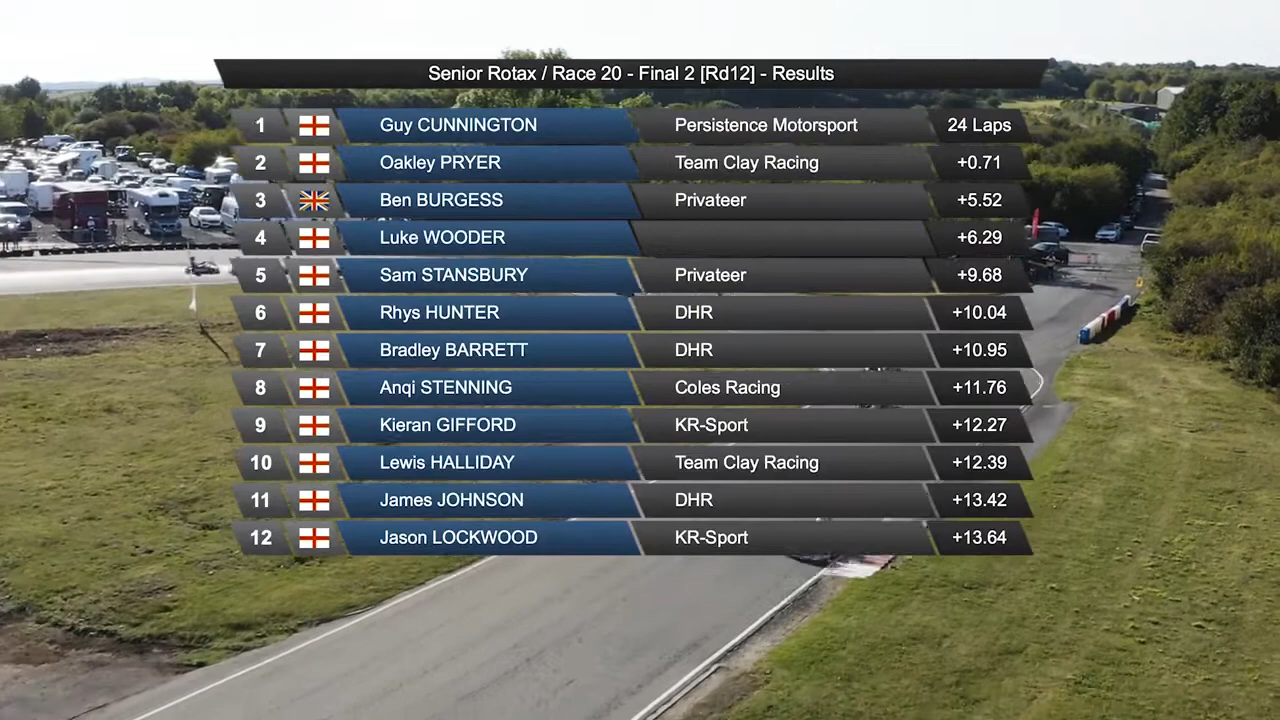 Senior Rotax / Race 20 - Final 2 [Rd12] - Results
1 Guy CUNNINGTON Persistence Motorsport 24 Laps
2 Oakley PRYER Team Clay Racing +0.71
3 Ben BURGESS Privateer +5.52
4 Luke WOODER +6.29
5 Sam STANSBURY Privateer +9.68
6 Rhys HUNTER DHR +10.04
7 Bradley BARRETT DHR +10.95
8 Anqi STENNING Coles Racing +11.76
9 Kieran GIFFORD KR-Sport +12.27
10 Lewis HALLIDAY Team Clay Racing +12.39
11 James JOHNSON DHR +13.42
12 Jason LOCKWOOD KR-Sport +13.64